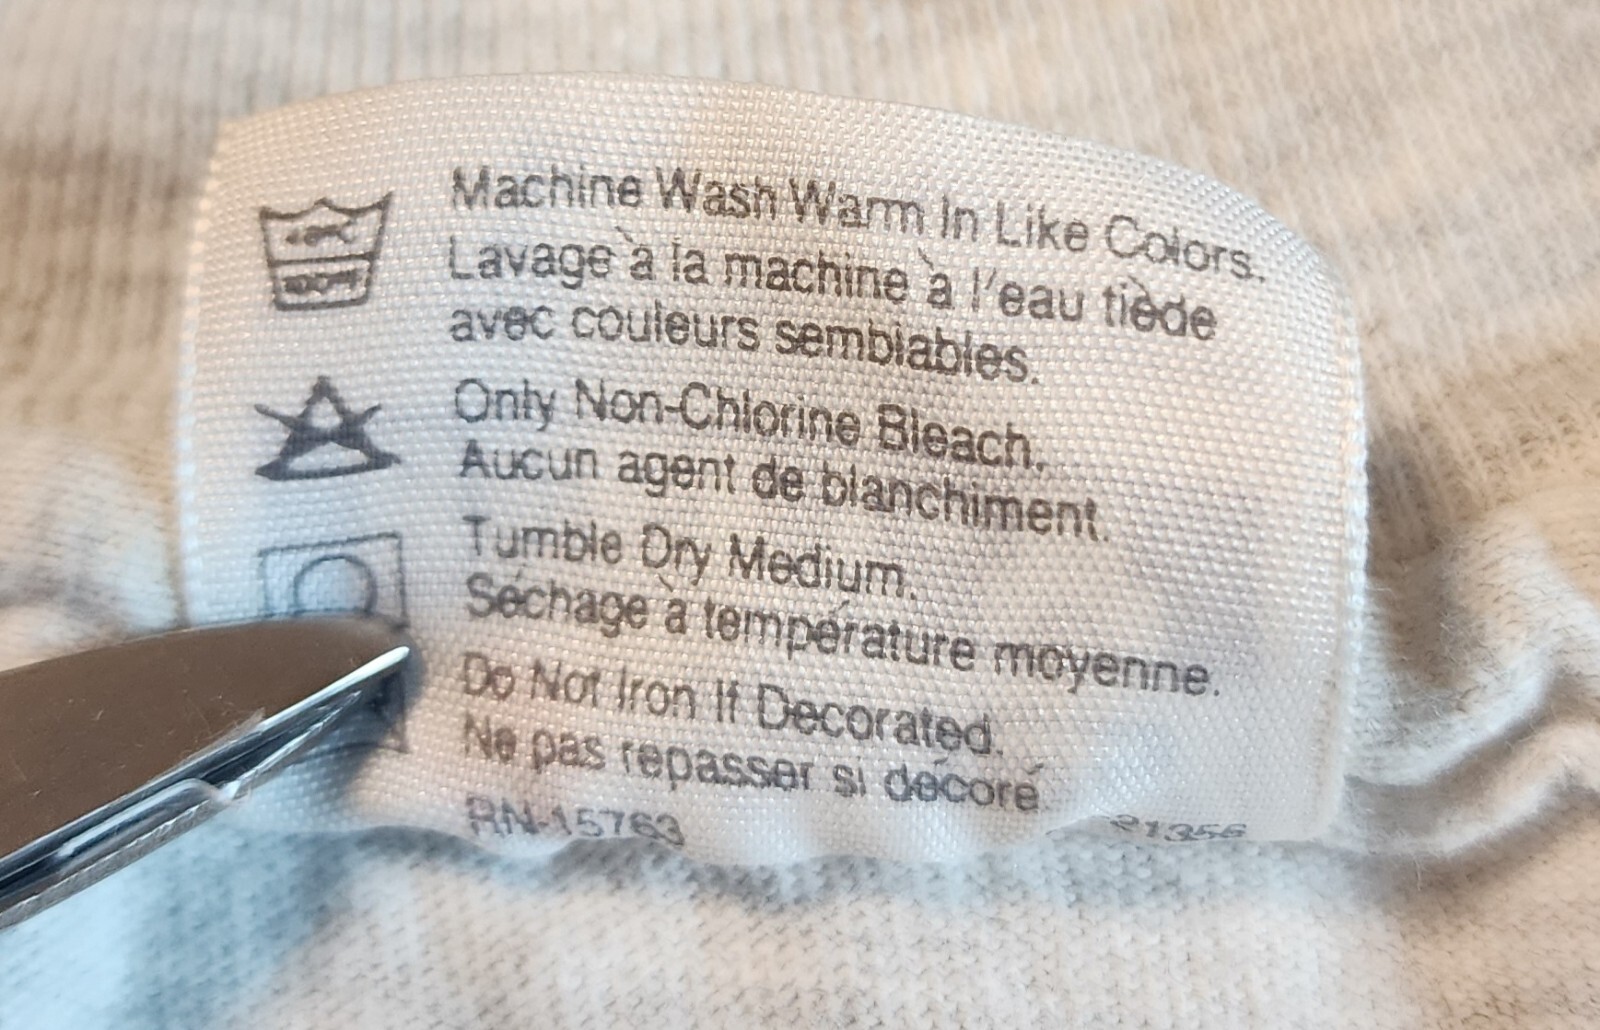 Machine Wash Warm In Like Colors.
Lavage à la machine à l'eau tiède
avec couleurs semblables.
Only Non-Chlorine Bleach.
Aucun agent de blanchiment.
Tumble Dry Medium.
Séchage à température moyenne.
Do Not Iron If Decorated.
Ne pas repasser si décoré
RN-15763